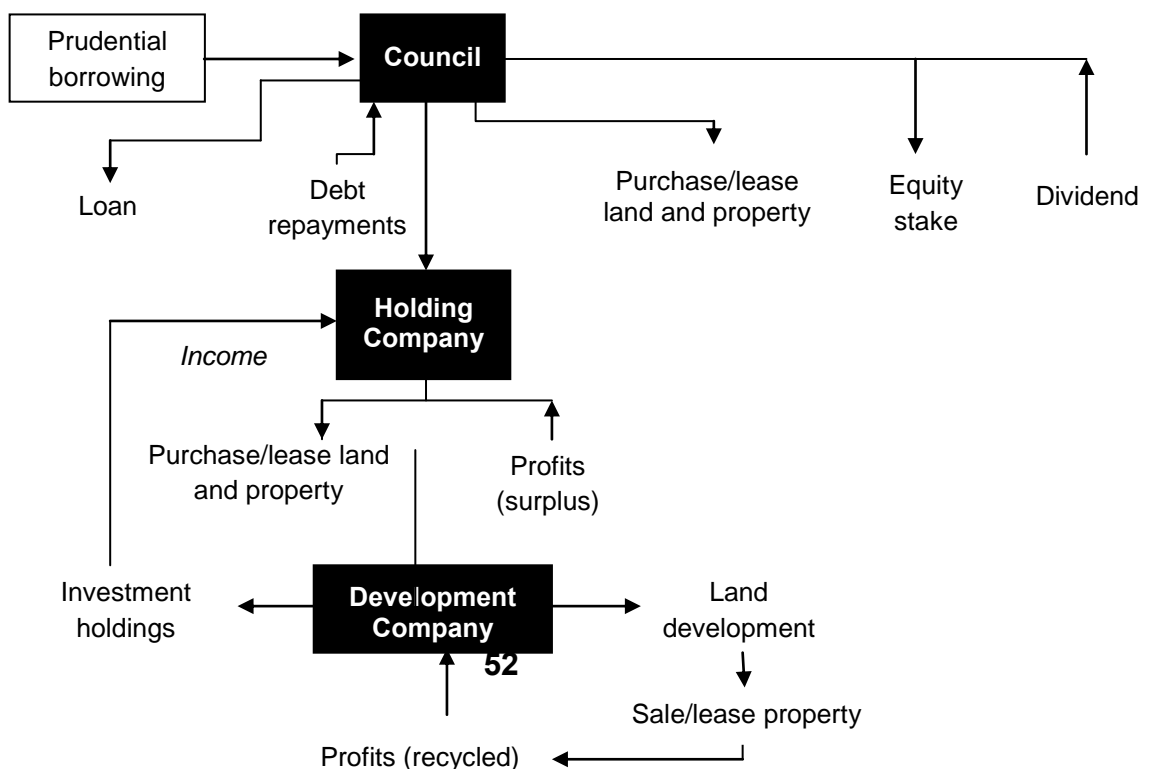 Prudential
borrowing
Council
Loan
Debt
repayments
Purchase/lease
land and property
Equity
stake
Dividend
Holding
Company
Income
Purchase/lease land
and property
Profits
(surplus)
Investment
holdings
Development
Company
Land
development
52
Sale/lease property
Profits (recycled)